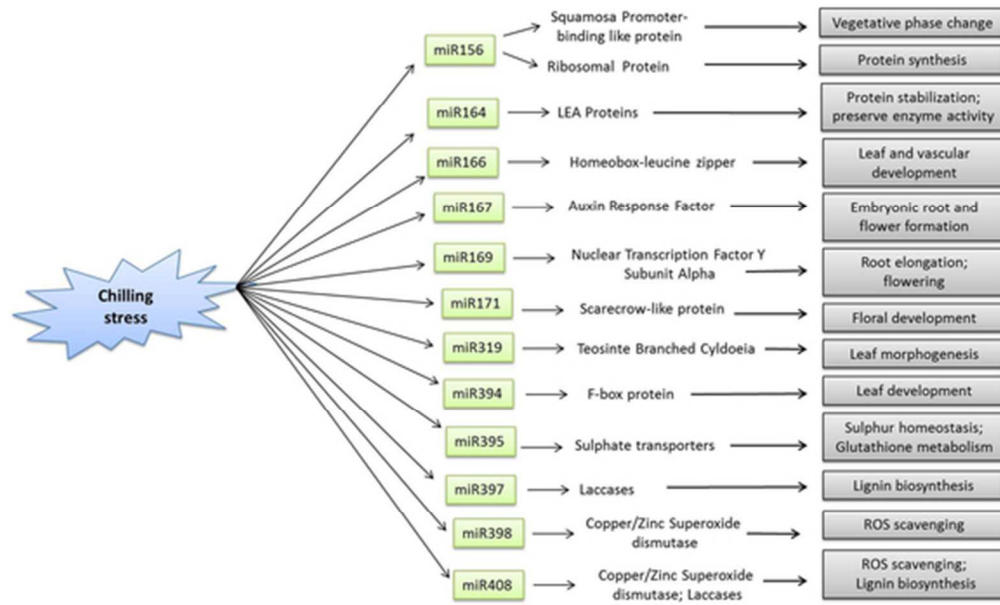 Chilling
stress
miR156
Squamosa Promoter-
binding like protein
Vegetative phase change
Ribosomal Protein
Protein synthesis
miR164
LEA Proteins
Protein stabilization;
preserve enzyme activity
miR166
Homeobox-leucine zipper
Leaf and vascular
development
miR167
Auxin Response Factor
Embryonic root and
flower formation
miR169
Nuclear Transcription Factor Y
Subunit Alpha
Root elongation;
flowering
miR171
Scarecrow-like protein
Floral development
miR319
Teosinte Branched Cyldoeia
Leaf morphogenesis
miR394
F-box protein
Leaf development
miR395
Sulphate transporters
Sulphur homeostasis;
Glutathione metabolism
miR397
Laccases
Lignin biosynthesis
miR398
Copper/Zinc Superoxide
dismutase
ROS scavenging
miR408
Copper/Zinc Superoxide
dismutase; Laccases
ROS scavenging;
Lignin biosynthesis